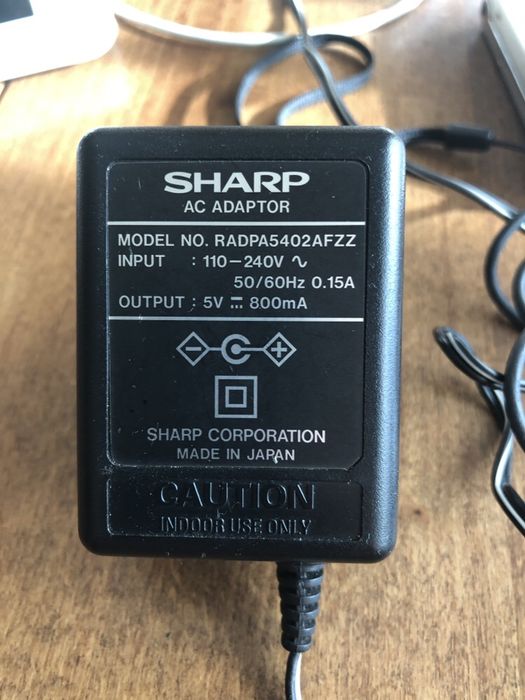 SHARP
AC ADAPTOR
MODEL NO. RADPA5402AFZZ
INPUT : 110-240V ∿
50/60Hz 0.15A
OUTPUT : 5V ⎓ 800mA
- C +
SHARP CORPORATION
MADE IN JAPAN
CAUTION
INDOOR USE ONLY